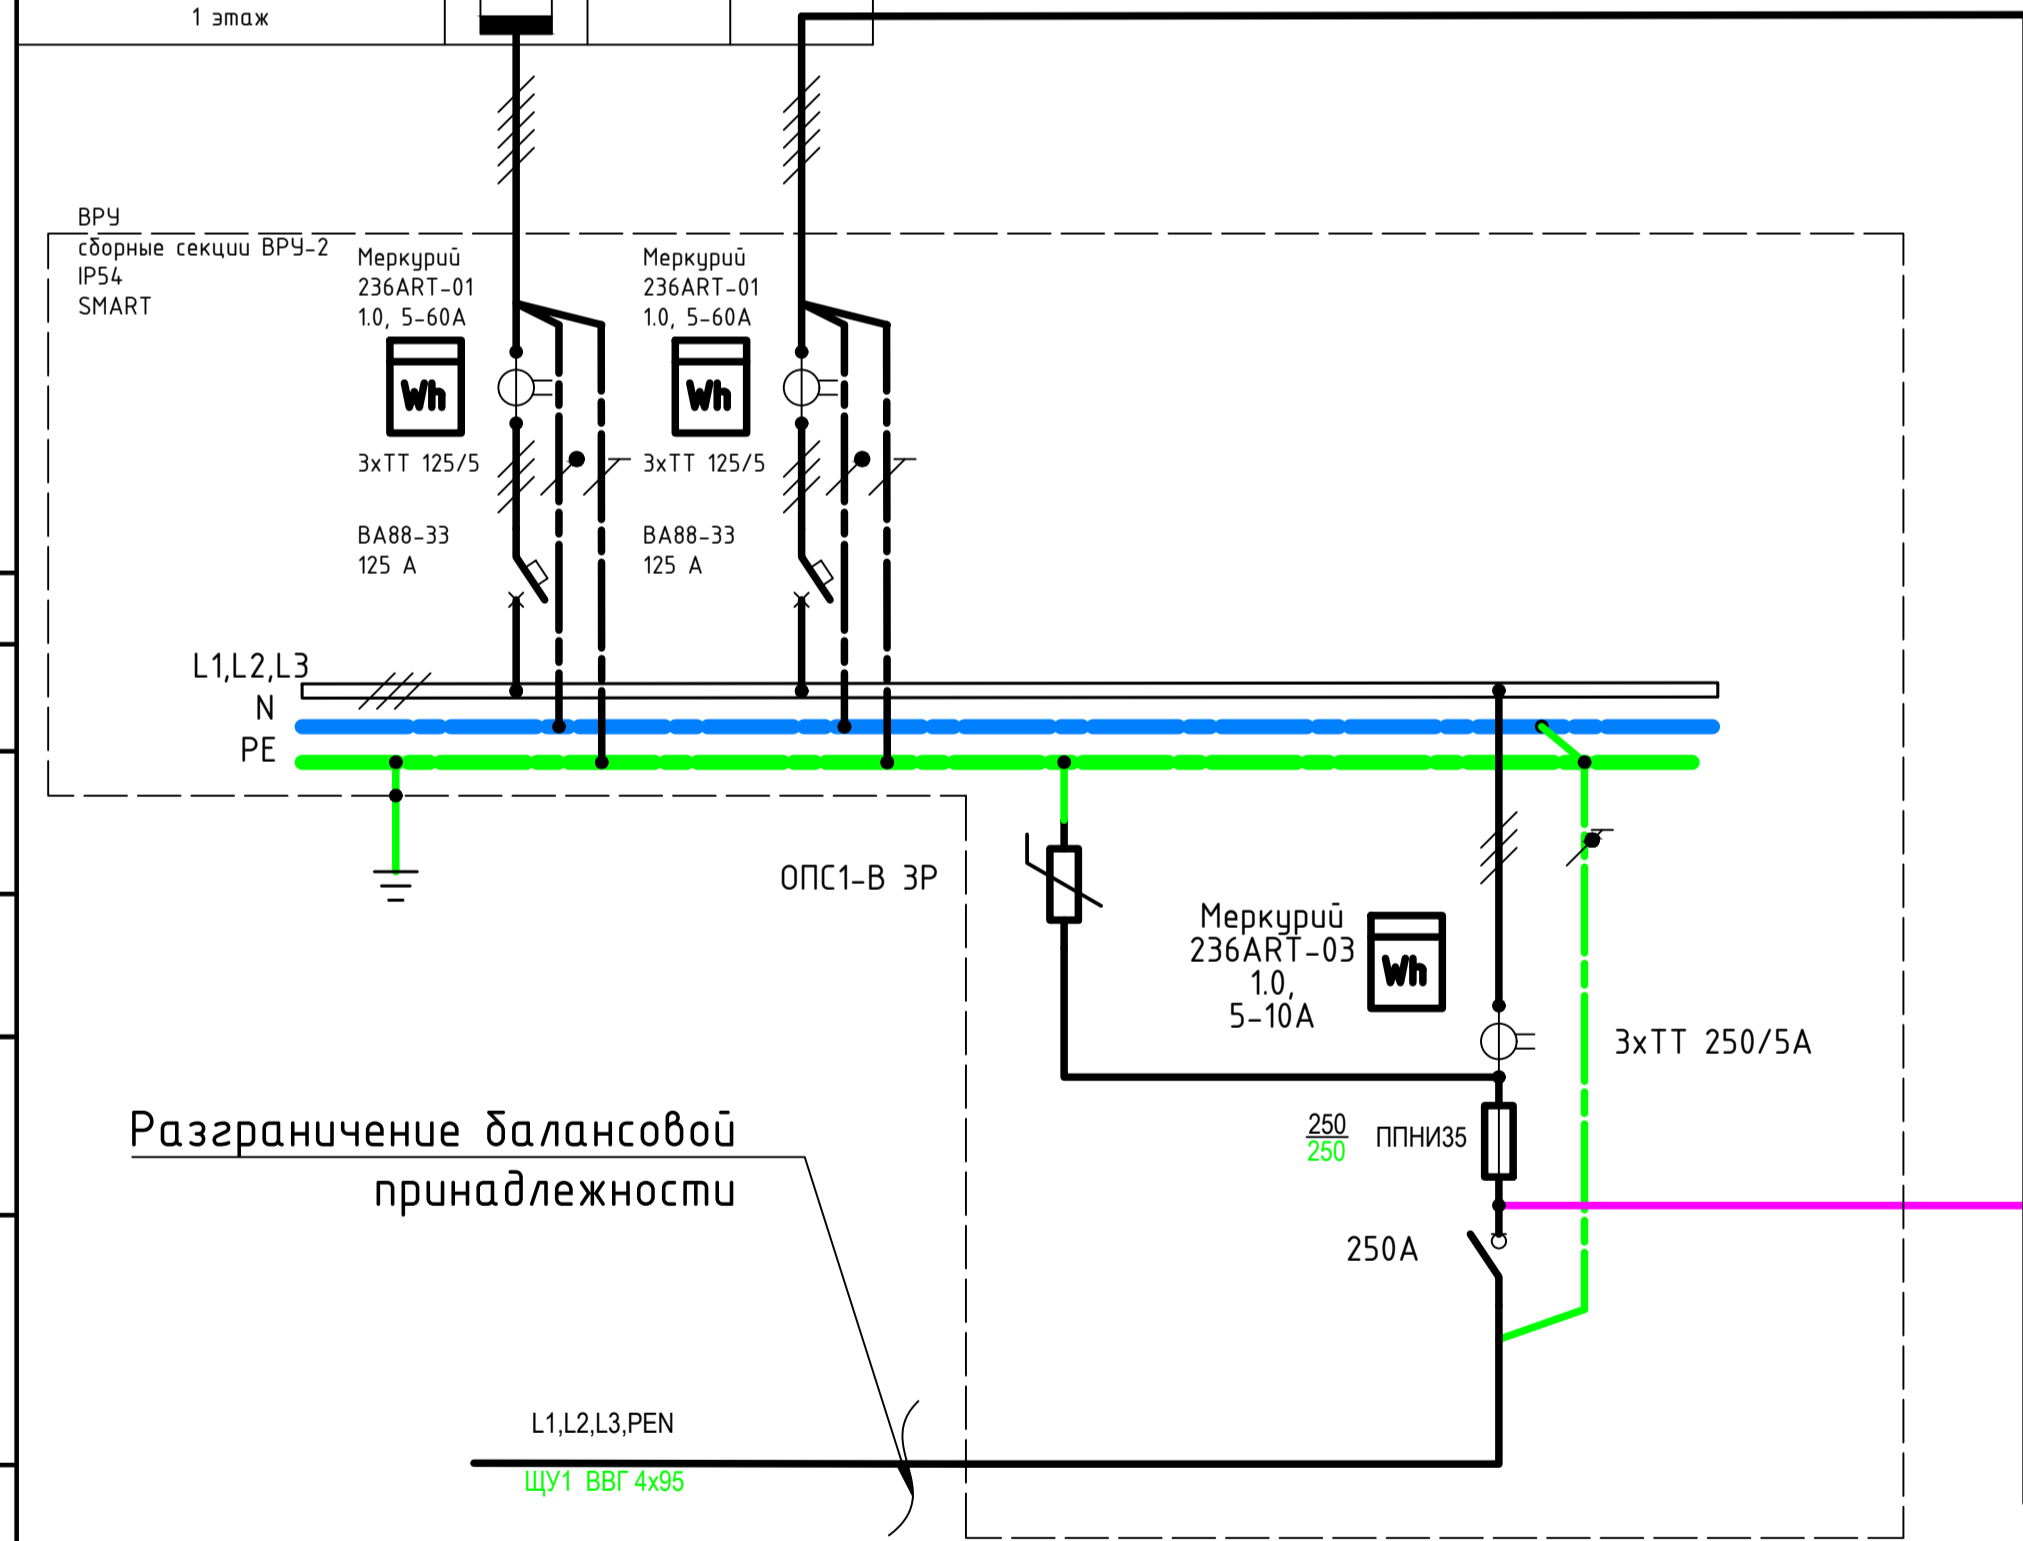 1 этаж
ВРУ
сборные секции ВРУ-2
IP54
SMART
Меркурий
236ART-01
1.0, 5-60А
Wh
3хТТ 125/5
ВА88-33
125 А
Меркурий
236ART-01
1.0, 5-60А
Wh
3хТТ 125/5
ВА88-33
125 А
L1,L2,L3
N
PE
ОПС1-В 3Р
Меркурий
236ART-03
1.0,
5-10А
Wh
3хТТ 250/5А
250
250
ППНИ35
250А
Разграничение балансовой
принадлежности
L1,L2,L3,PEN
ЩУ1 ВВГ 4х95